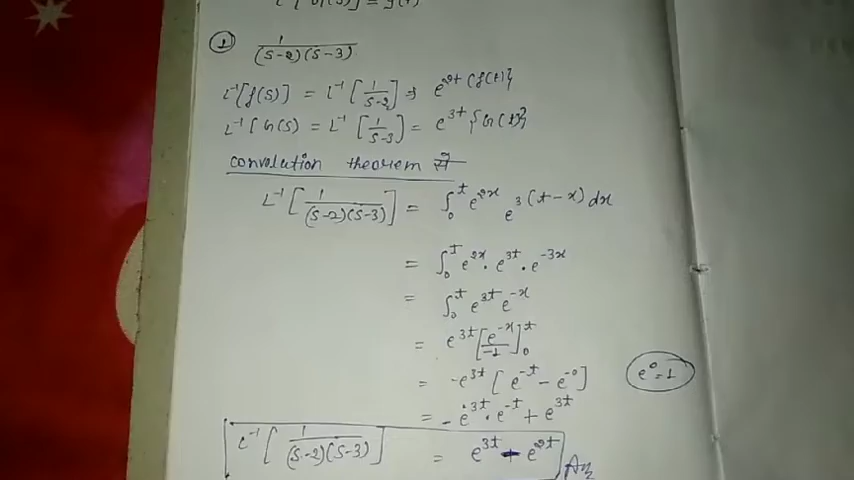 ① 1/((s-2)(s-3))
L⁻¹[f(s)] = L⁻¹[1/(s-2)] ⇒ e^{2t} {f(t)}
L⁻¹[G(s) = L⁻¹[1/(s-3)] = e^{3t} {G(t)}
convolution theorem से
L⁻¹[1/((s-2)(s-3))] = ∫₀ᵗ e^{2x} e^{3(t-x)} dx
= ∫₀ᵗ e^{2x}·e^{3t}·e^{-3x}
= ∫₀ᵗ e^{3t} e^{-x}
= e^{3t} [e^{-x}/-1]₀ᵗ
= -e^{3t} [e^{-t} - e^{-0}] e⁰=1
= -e^{3t}·e^{-t} + e^{3t}
L⁻¹[1/((s-2)(s-3))] = e^{3t} - e^{2t} Ans